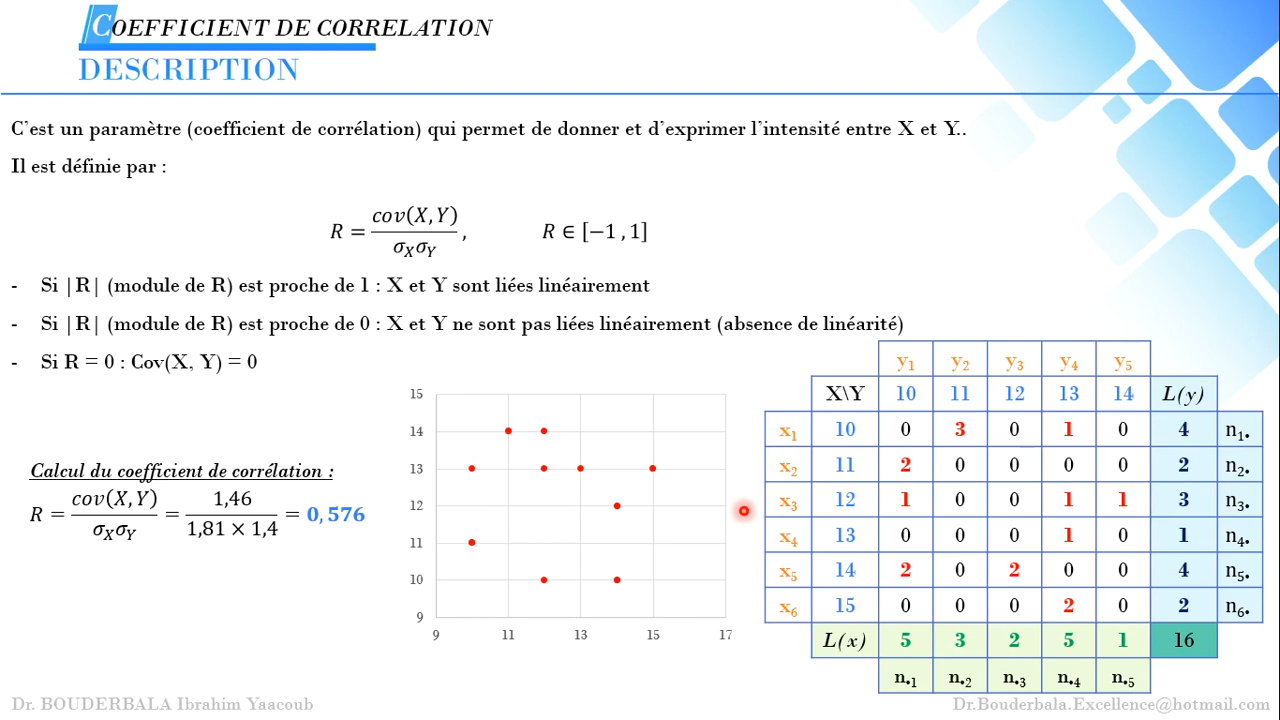 COEFFICIENT DE CORRELATION
DESCRIPTION
C'est un paramètre (coefficient de corrélation) qui permet de donner et d'exprimer l'intensité entre X et Y..
Il est définie par :
R = cov(X,Y) / σ_X σ_Y , R ∈ [−1 , 1]
- Si |R| (module de R) est proche de 1 : X et Y sont liées linéairement
- Si |R| (module de R) est proche de 0 : X et Y ne sont pas liées linéairement (absence de linéarité)
- Si R = 0 : Cov(X, Y) = 0
Calcul du coefficient de corrélation :
R = cov(X,Y) / σ_X σ_Y = 1,46 / 1,81 × 1,4 = 0,576
15
14
13
12
11
10
9
9 11 13 15 17
y₁ y₂ y₃ y₄ y₅
X\Y 10 11 12 13 14 L(y)
x₁ 10 0 3 0 1 0 4 n₁.
x₂ 11 2 0 0 0 0 2 n₂.
x₃ 12 1 0 0 1 1 3 n₃.
x₄ 13 0 0 0 1 0 1 n₄.
x₅ 14 2 0 2 0 0 4 n₅.
x₆ 15 0 0 0 2 0 2 n₆.
L(x) 5 3 2 5 1 16
n.₁ n.₂ n.₃ n.₄ n.₅
Dr. BOUDERBALA Ibrahim Yaacoub
Dr.Bouderbala.Excellence@hotmail.com